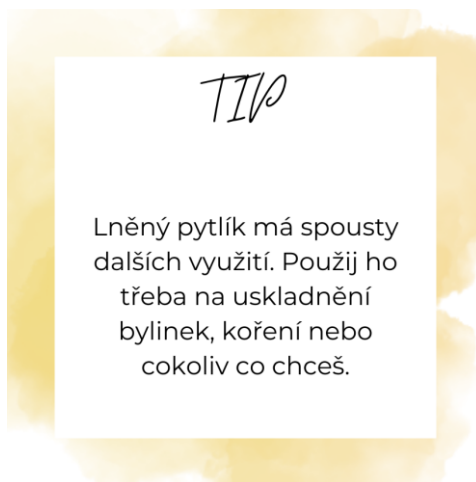 TIP
Lněný pytlík má spousty
dalších využití. Použij ho
třeba na uskladnění
bylinek, koření nebo
cokoliv co chceš.